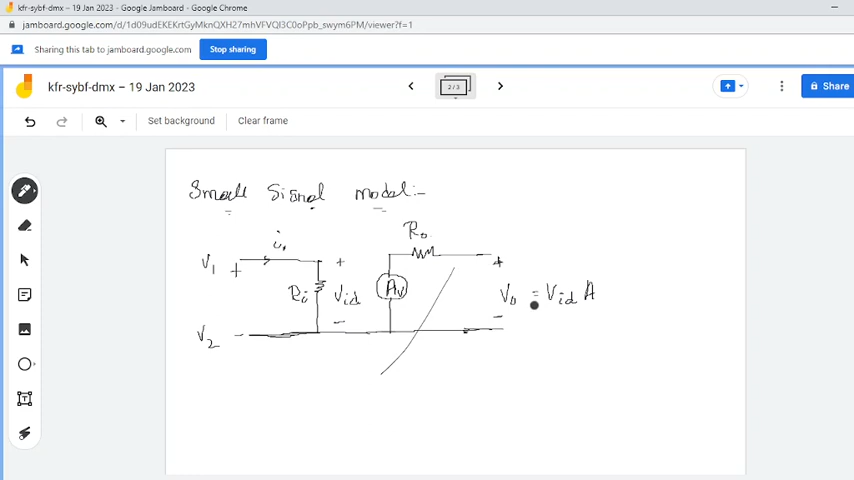 kfr-sybf-dmx – 19 Jan 2023 - Google Jamboard - Google Chrome
jamboard.google.com/d/1d09udEKEKrtGyMknQXH27mhVFVQI3C0oPpb_swym6PM/viewer?f=1
Sharing this tab to jamboard.google.com Stop sharing
kfr-sybf-dmx – 19 Jan 2023 2/3 Share
Set background Clear frame
Small Signal model:-
Ro
V1 + + +
Ri Vid Av Vo = Vid A
V2 - - -